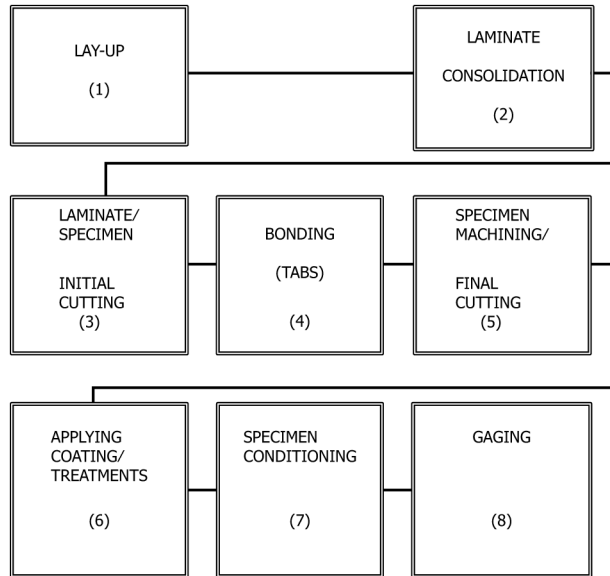 LAY-UP
(1)
LAMINATE
CONSOLIDATION
(2)
LAMINATE/
SPECIMEN
INITIAL
CUTTING
(3)
BONDING
(TABS)
(4)
SPECIMEN
MACHINING/
FINAL
CUTTING
(5)
APPLYING
COATING/
TREATMENTS
(6)
SPECIMEN
CONDITIONING
(7)
GAGING
(8)